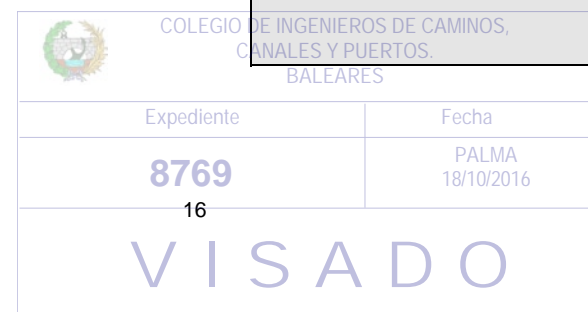 COLEGIO DE INGENIEROS DE CAMINOS,
CANALES Y PUERTOS.
BALEARES
Expediente Fecha
8769 PALMA
18/10/2016
16
VISADO